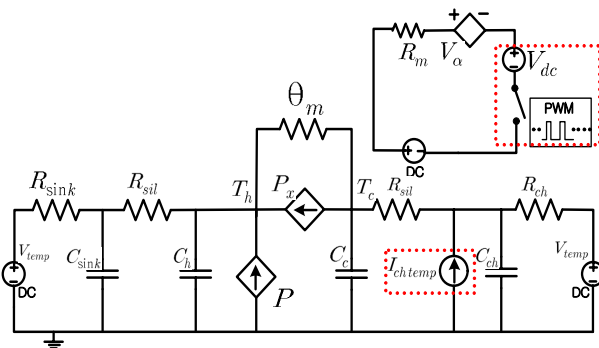 + −
R_m V_α
+ − V_dc
PWM
DC
θ_m
R_sink R_sil T_h P_x T_c R_sil R_ch
V_temp C_sink C_h C_c I_ch temp C_ch V_temp
+ − DC P + − DC